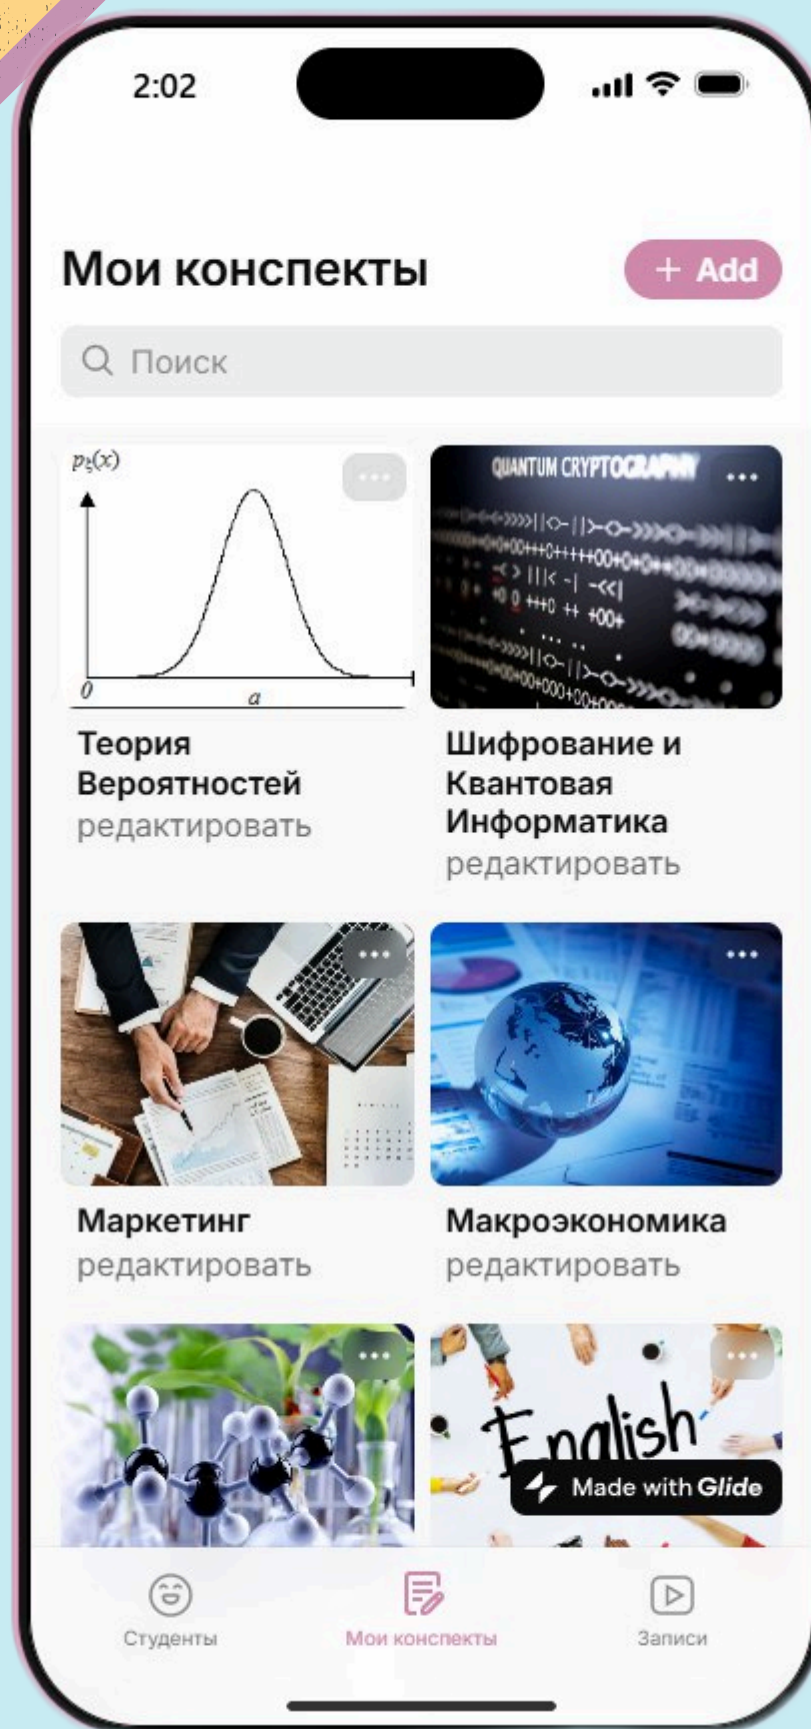 2:02
Мои конспекты
+ Add
Поиск
pξ(x)
0
a
QUANTUM CRYPTOGRAPHY
Теория
Вероятностей
редактировать
Шифрование и
Квантовая
Информатика
редактировать
Маркетинг
редактировать
Макроэкономика
редактировать
English
Made with Glide
Студенты
Мои конспекты
Записи